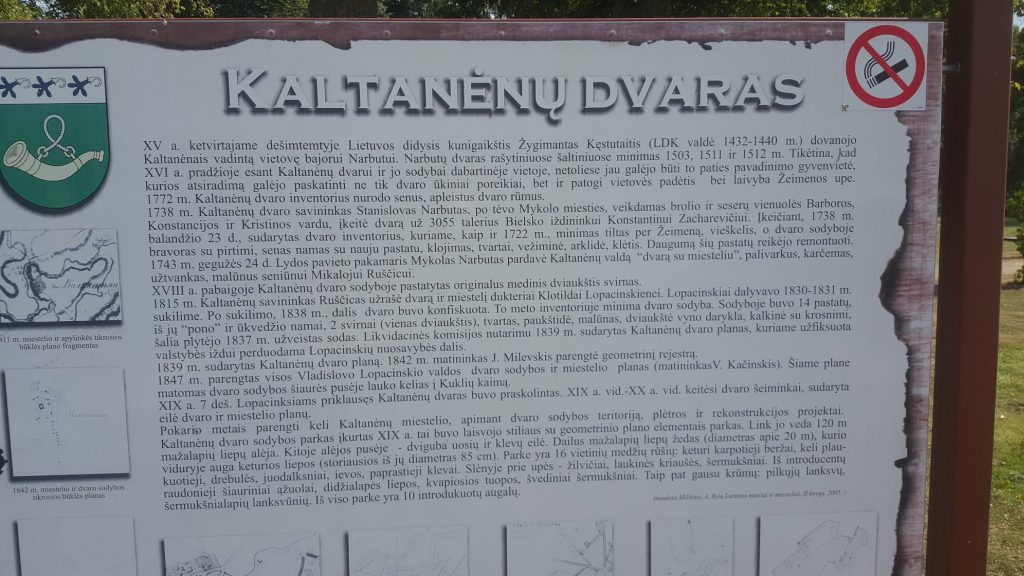 KALTANĖNŲ DVARAS
XV a. ketvirtajame dešimtemtyje Lietuvos didysis kunigaikštis Žygimantas Kęstutaitis (LDK valdė 1432-1440 m.) dovanojo
Kaltanėnais vadintą vietovę bajorui Narbutui. Narbutų dvaras rašytiniuose šaltiniuose minimas 1503, 1511 ir 1512 m. Tikėtina, kad
XVI a. pradžioje esant Kaltanėnų dvarui ir jo sodybai dabartinėje vietoje, netoliese jau galėjo būti to paties pavadinimo gyvenvietė,
kurios atsiradimą galėjo paskatinti ne tik dvaro ūkiniai poreikiai, bet ir patogi vietovės padėtis bei laivyba Žeimenos upe.
1772 m. Kaltanėnų dvaro inventorius nurodo senus, apleistus dvaro rūmus.
1738 m. Kaltanėnų dvaro savininkas Stanislovas Narbutas, po tėvo Mykolo miesties, veikdamas brolio ir seserų vienuolės Barboros,
Konstancijos ir Kristinos vardu, įkeitė dvarą už 3055 talerius Bielsko iždininkui Konstantinui Zacharevičiui. Įkeičiant, 1738 m.
balandžio 23 d., sudarytas dvaro inventorius, kuriame, kaip ir 1722 m., minimas tiltas per Žeimeną, vieškelis, o dvaro sodyboje
bravoras su pirtimi, senas namas su nauju pastatu, klojimas, tvartai, vežiminė, arklidė, klėtis. Daugumą šių pastatų reikėjo remontuoti.
1743 m. gegužės 24 d. Lydos pavieto pakamaris Mykolas Narbutas pardavė Kaltanėnų valdą "dvarą su miesteliu", palivarkus, karčemas,
užtvankas, malūnus seniūnui Mikalojui Ruščicui.
XVIII a. pabaigoje Kaltanėnų dvaro sodyboje pastatytas originalus medinis dviaukštis svirnas.
1815 m. Kaltanėnų savininkas Ruščicas užrašė dvarą ir miestelį dukteriai Klotildai Lopacinskienei. Lopacinskiai dalyvavo 1830-1831 m.
sukilime. Po sukilimo, 1838 m., dalis dvaro buvo konfiskuota. To meto inventoriuje minima dvaro sodyba. Sodyboje buvo 14 pastatų,
iš jų "pono" ir ūkvedžio namai, 2 svirnai (vienas dviaukštis), tvartas, paukštidė, malūnas, dviaukštė vyno darykla, kalkinė su krosnimi,
šalia plytėjo 1837 m. užveistas sodas. Likvidacinės komisijos nutarimu 1839 m. sudarytas Kaltanėnų dvaro planas, kuriame užfiksuota
valstybės iždui perduodama Lopacinskių nuosavybės dalis.
1839 m. sudarytas Kaltanėnų dvaro planą, 1842 m. matininkas J. Milevskis parengtė geometrinį rejestrą.
1847 m. parengtas visos Vladislovo Lopacinskio valdos dvaro sodybos ir miestelio planas (matininkasV. Kačinskis). Šiame plane
matomas dvaro sodybos šiaurės pusėje lauko kelias į Kuklių kaimą.
XIX a. 7 deš. Lopacinksiams priklausęs Kaltanėnų dvaras buvo praskolintas. XIX a. vid.-XX a. vid. keitėsi dvaro šeiminkai, sudaryta
eilė dvaro ir miestelio planų.
Pokario metais parengti keli Kaltanėnų miestelio, apimant dvaro sodybos teritoriją, plėtros ir rekonstrukcijos projektai.
Kaltanėnų dvaro sodybos parkas įkurtas XIX a. tai buvo laisvojo stiliaus su geometrinio plano elementais parkas. Link jo veda 120 m
mažalapių liepų alėja. Kitoje alėjos pusėje - dviguba uosių ir klevų eilė. Dailus mažalapių liepų žedas (diametras apie 20 m), kurio
viduryje auga keturios liepos (storiausios iš jų diametras 85 cm). Parke yra 16 vietinių medžių rūšių: keturi karpotieji beržai, keli plau-
kuotieji, drebulės, juodalksniai, ievos, paprastieji klevai. Slėnyje prie upės - žilvičiai, laukinės kriaušės, šermukšniai. Iš introducentų
raudonieji šiauriniai ąžuolai, didžialapės liepos, kvapiosios tuopos, švediniai šermukšniai. Taip pat gausu krūmų: pilkųjų lanksvų,
šermukšnialapių lanksvūnių. Iš viso parke yra 10 introdukuotų augalų.
(naudota Miškinis, A. Rytų Lietuvos miestai ir miesteliai, II knyga, 2005.)
1811 m. miestelio ir apylinkės tikrosios
būklės plano fragmentas
1842 m. miestelio ir dvaro sodybos
tikrosios būklės planas